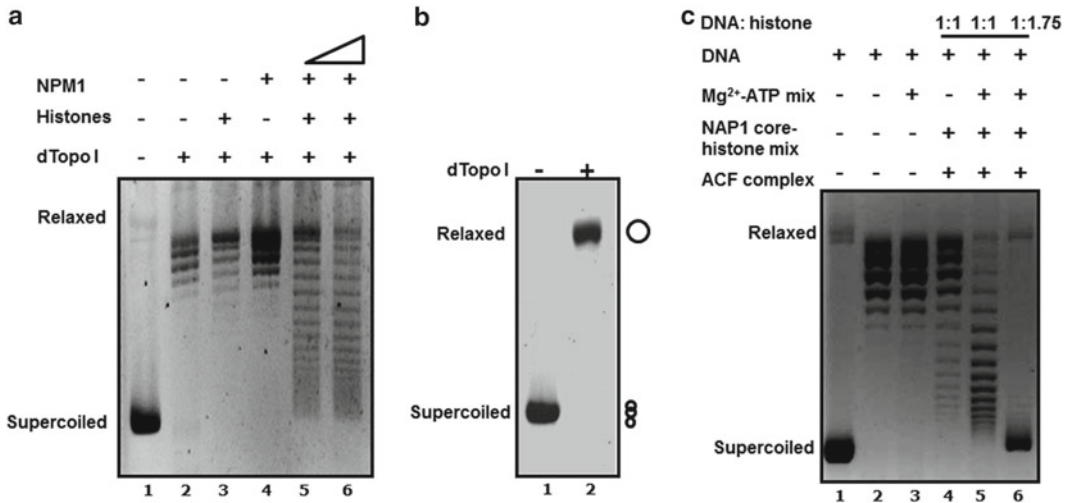 a
NPM1 - - - + + +
Histones - - + - + +
dTopo I - + + + + +
Relaxed
Supercoiled
1 2 3 4 5 6
b
dTopo I - +
Relaxed
Supercoiled
1 2
c
DNA: histone 1:1 1:1 1:1.75
DNA + + + + + +
Mg²⁺-ATP mix - - + - + +
NAP1 core-
histone mix - - - + + +
ACF complex - - - + + +
Relaxed
Supercoiled
1 2 3 4 5 6